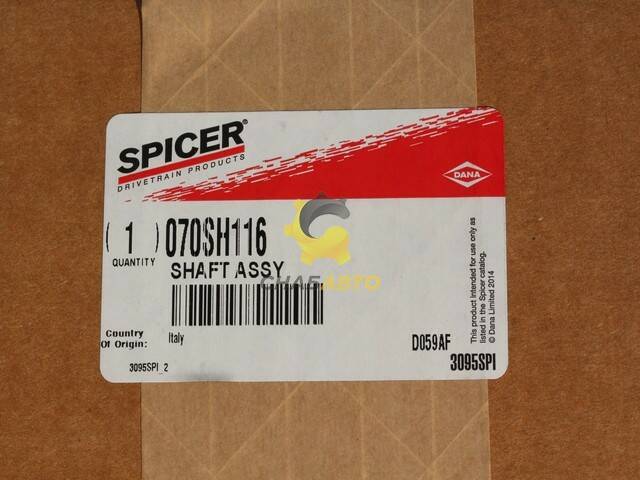 SPICER®
DRIVETRAIN PRODUCTS
DANA
( 1 ) 070SH116
QUANTITY
SHAFT ASSY
СНАБАВТО
Country
Of Origin:
Italy
D059AF
3095SPI_2
3095SPI
This product intended for use only as
listed in the Spicer catalog.
© Dana Limited 2014